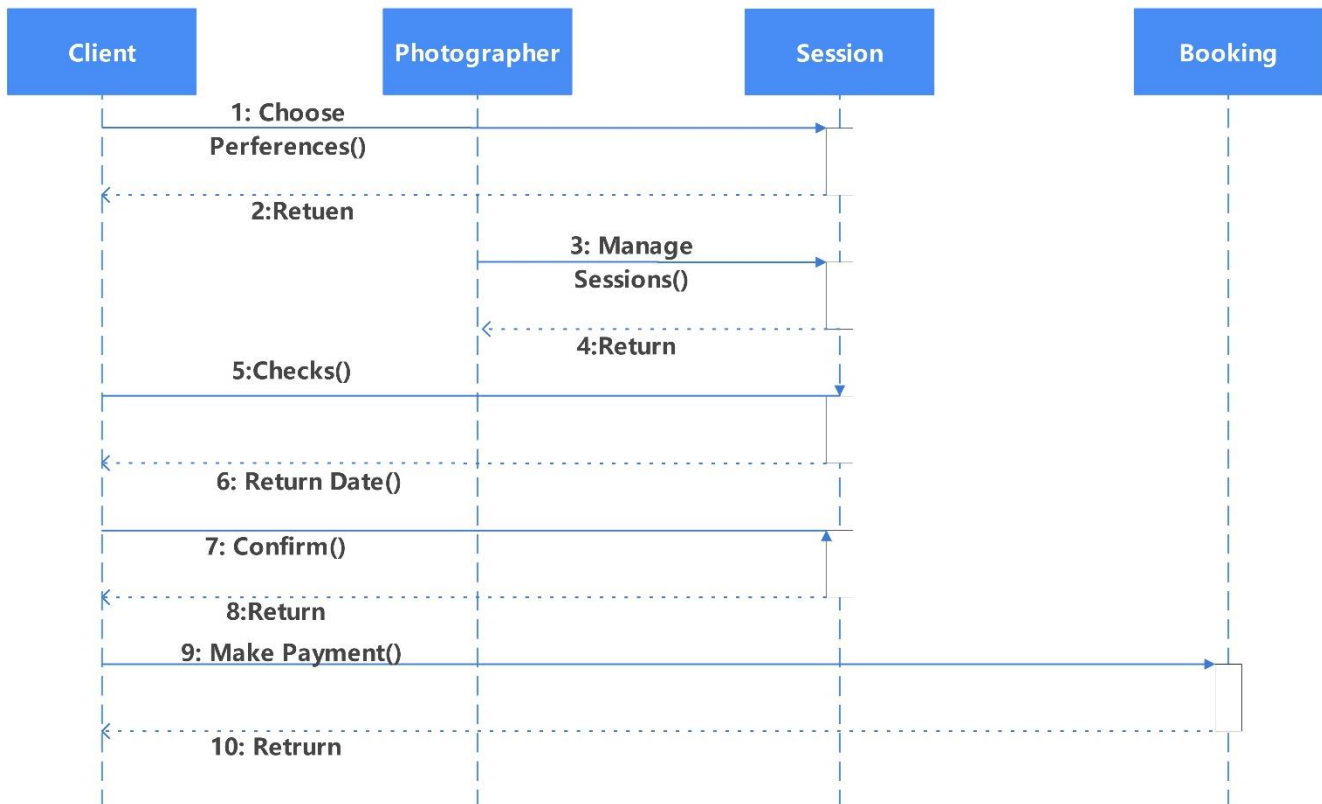 Client
Photographer
Session
Booking
1: Choose
Perferences()
2:Retuen
3: Manage
Sessions()
4:Return
5:Checks()
6: Return Date()
7: Confirm()
8:Return
9: Make Payment()
10: Retrurn